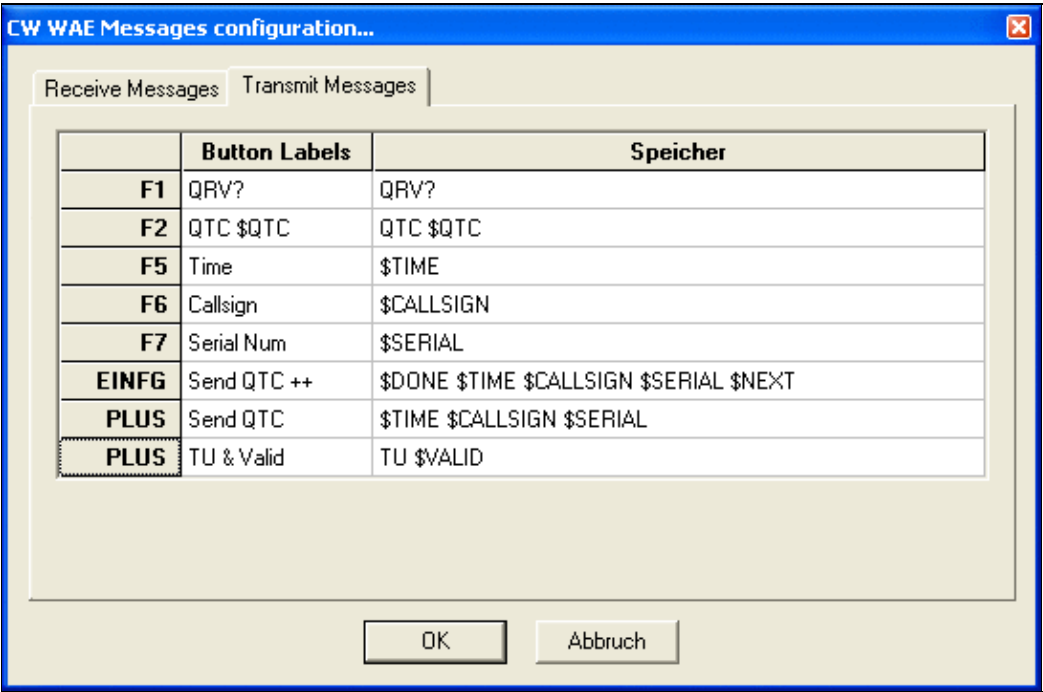 CW WAE Messages configuration...
Receive Messages Transmit Messages
Button Labels Speicher
F1 QRV? QRV?
F2 QTC $QTC QTC $QTC
F5 Time $TIME
F6 Callsign $CALLSIGN
F7 Serial Num $SERIAL
EINFG Send QTC ++ $DONE $TIME $CALLSIGN $SERIAL $NEXT
PLUS Send QTC $TIME $CALLSIGN $SERIAL
PLUS TU & Valid TU $VALID
OK Abbruch